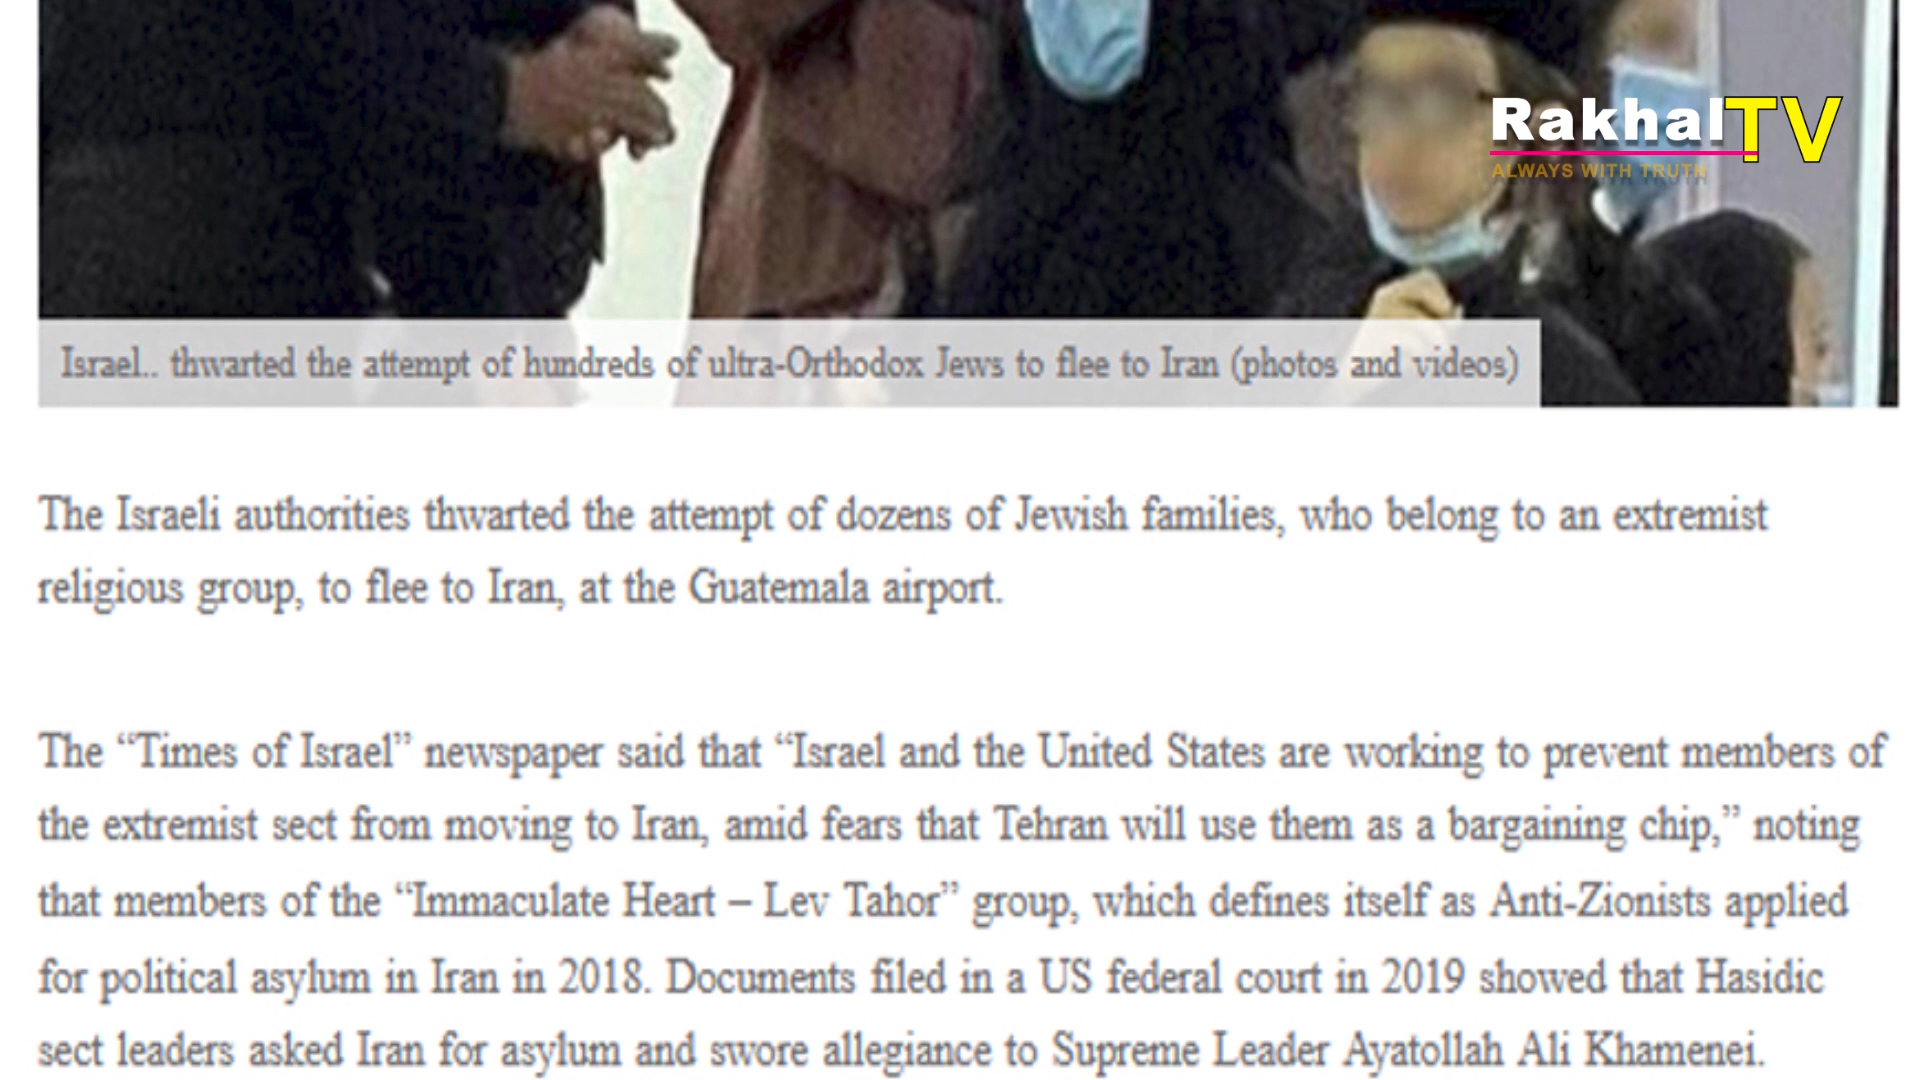 RakhalTV
ALWAYS WITH TRUTH
Israel.. thwarted the attempt of hundreds of ultra-Orthodox Jews to flee to Iran (photos and videos)
The Israeli authorities thwarted the attempt of dozens of Jewish families, who belong to an extremist
religious group, to flee to Iran, at the Guatemala airport.
The “Times of Israel” newspaper said that “Israel and the United States are working to prevent members of
the extremist sect from moving to Iran, amid fears that Tehran will use them as a bargaining chip,” noting
that members of the “Immaculate Heart – Lev Tahor” group, which defines itself as Anti-Zionists applied
for political asylum in Iran in 2018. Documents filed in a US federal court in 2019 showed that Hasidic
sect leaders asked Iran for asylum and swore allegiance to Supreme Leader Ayatollah Ali Khamenei.